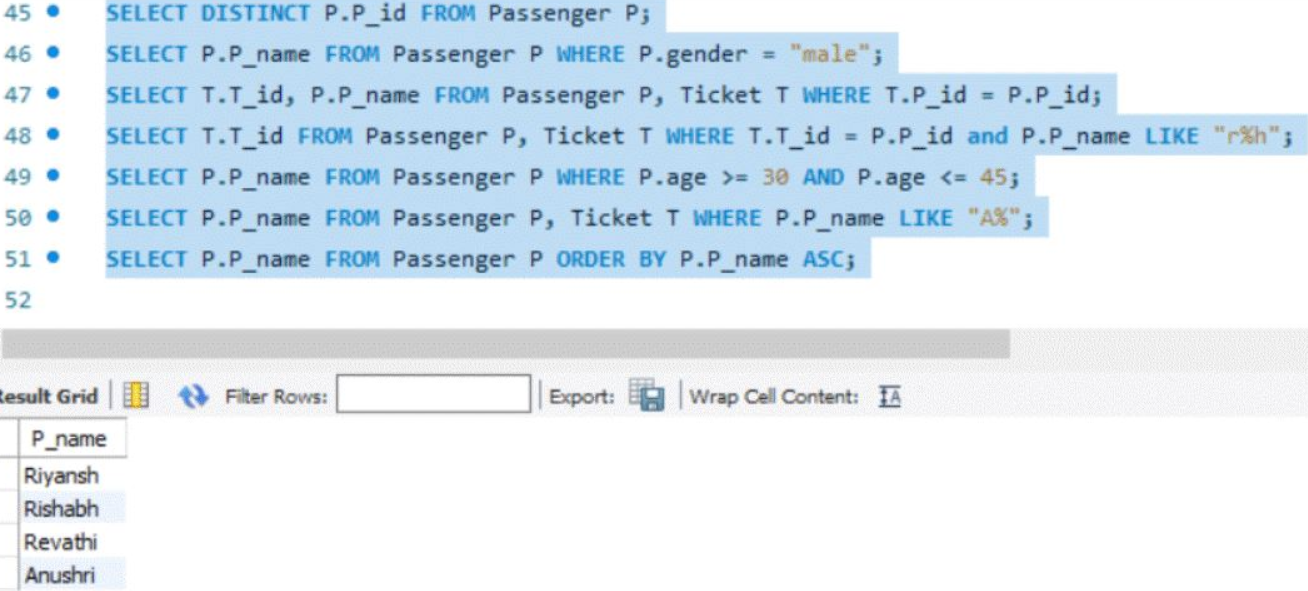 45 SELECT DISTINCT P.P_id FROM Passenger P;
46 SELECT P.P_name FROM Passenger P WHERE P.gender = "male";
47 SELECT T.T_id, P.P_name FROM Passenger P, Ticket T WHERE T.P_id = P.P_id;
48 SELECT T.T_id FROM Passenger P, Ticket T WHERE T.T_id = P.P_id and P.P_name LIKE "r%h";
49 SELECT P.P_name FROM Passenger P WHERE P.age >= 30 AND P.age <= 45;
50 SELECT P.P_name FROM Passenger P, Ticket T WHERE P.P_name LIKE "A%";
51 SELECT P.P_name FROM Passenger P ORDER BY P.P_name ASC;
52
Result Grid Filter Rows: Export: Wrap Cell Content: IA
P_name
Riyansh
Rishabh
Revathi
Anushri